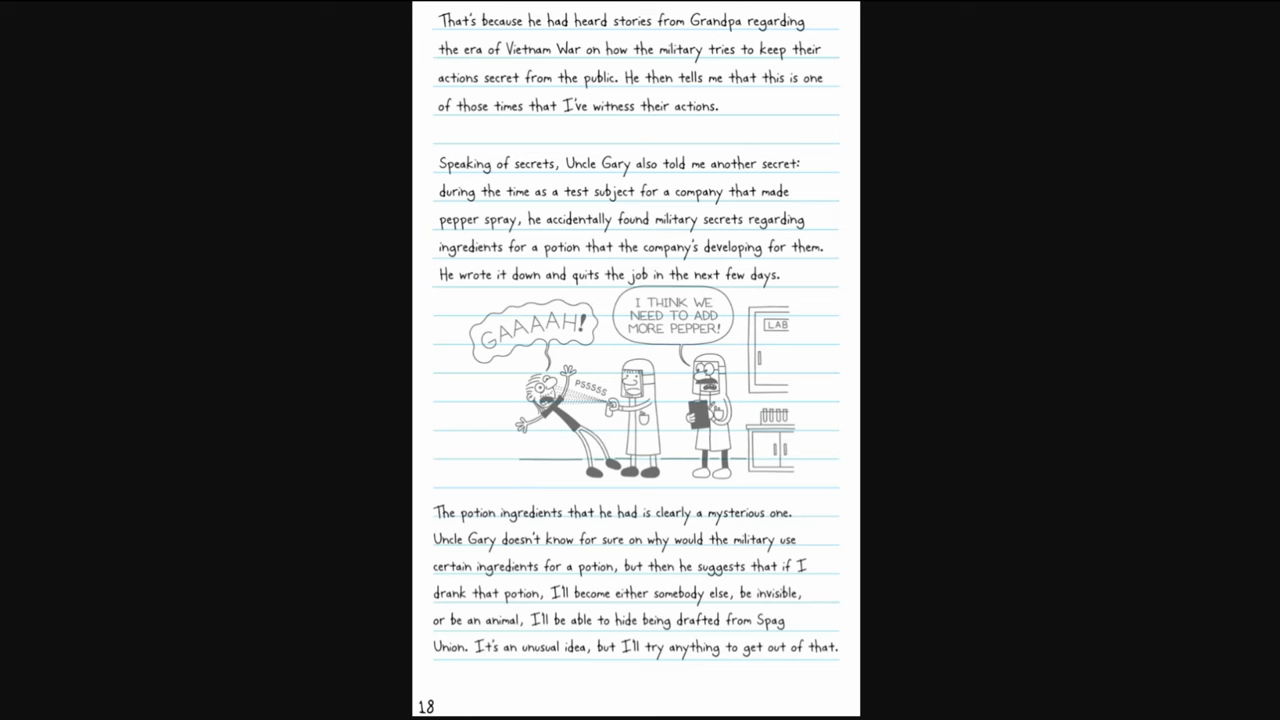 That's because he had heard stories from Grandpa regarding
the era of Vietnam War on how the military tries to keep their
actions secret from the public. He then tells me that this is one
of those times that I've witness their actions.
Speaking of secrets, Uncle Gary also told me another secret:
during the time as a test subject for a company that made
pepper spray, he accidentally found military secrets regarding
ingredients for a potion that the company's developing for them.
He wrote it down and quits the job in the next few days.
GAAAAH!
PSSSSS
I THINK WE
NEED TO ADD
MORE PEPPER!
LAB
The potion ingredients that he had is clearly a mysterious one.
Uncle Gary doesn't know for sure on why would the military use
certain ingredients for a potion, but then he suggests that if I
drank that potion, I'll become either somebody else, be invisible,
or be an animal, I'll be able to hide being drafted from Spag
Union. It's an unusual idea, but I'll try anything to get out of that.
18